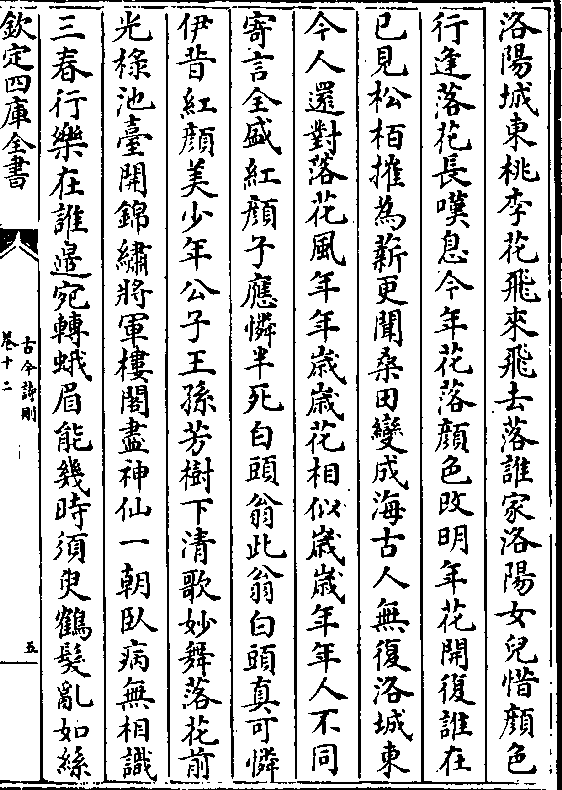 洛陽城東桃李花飛來飛去落誰家洛陽女兒惜顔色
行逢落花長嘆息今年花落顔色改明年花開復誰在
已見松栢摧為薪更聞桑田變成海古人無復洛城東
今人還對落花風年年歳歳花相似歳歳年年人不同
寄言全盛紅顔子應憐半死白頭翁此翁白頭真可憐
伊昔紅顔美少年公子王孫芳樹下清歌妙舞落花前
光禄池臺開錦繡將軍樓閣盡神仙一朝臥病無相識
三春行樂在誰邉宛轉蛾眉能幾時須臾鶴髪亂如絲
欽定四庫全書
古今詩刪
卷十二
五